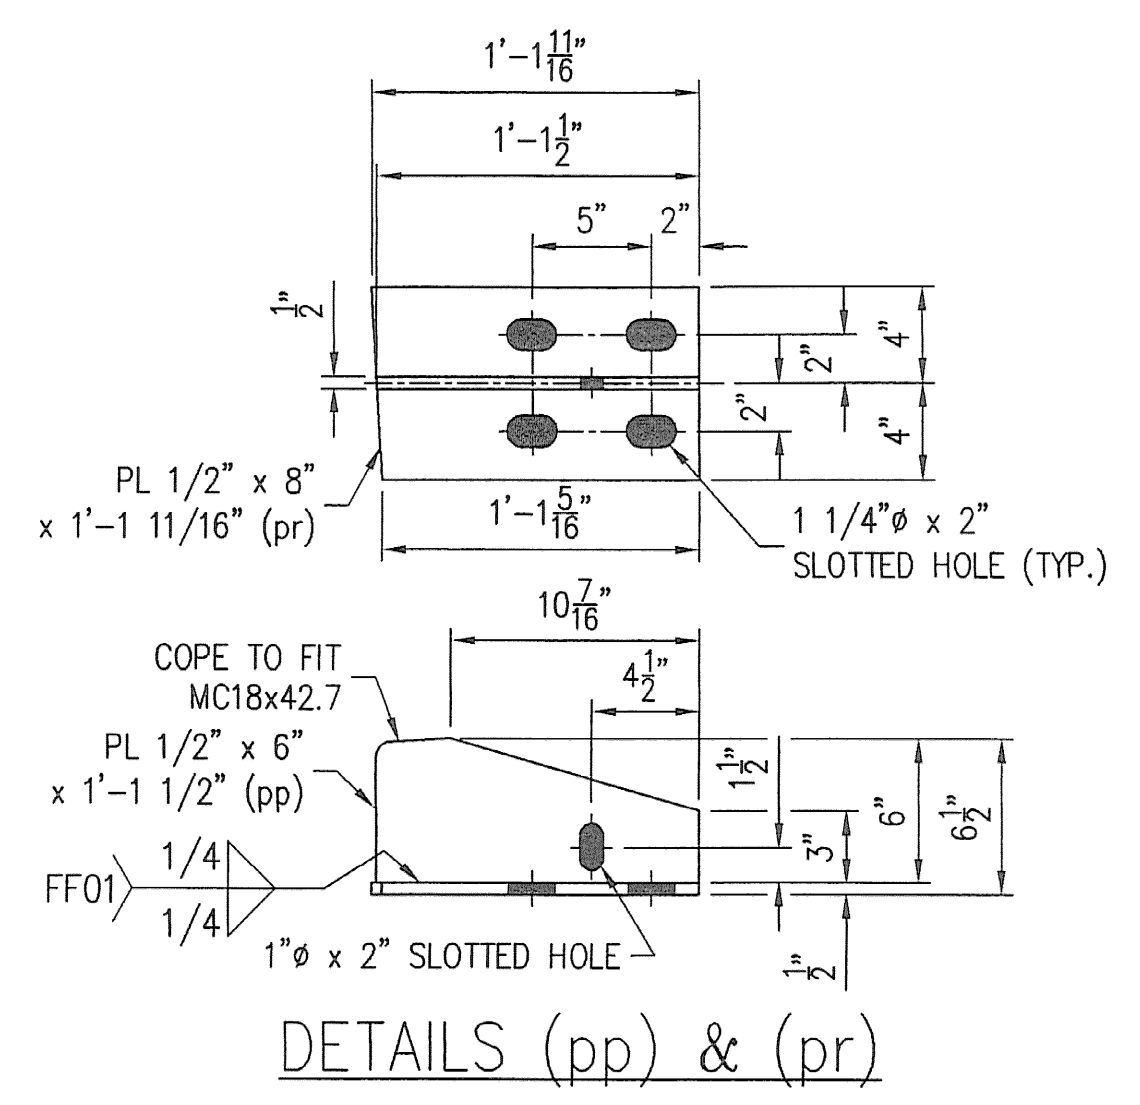 1'-1 11/16"
1'-1 1/2"
5"
2"
1/2"
4"
2"
2"
4"
PL 1/2" x 8"
x 1'-1 11/16" (pr)
1'-1 5/16"
1 1/4"ø x 2"
SLOTTED HOLE (TYP.)
10 7/16"
COPE TO FIT
MC18x42.7
4 1/2"
PL 1/2" x 6"
x 1'-1 1/2" (pp)
1 1/2"
3"
6"
6 1/2"
1/4
FF01
1/4
1"ø x 2" SLOTTED HOLE
1/2"
DETAILS (pp) & (pr)